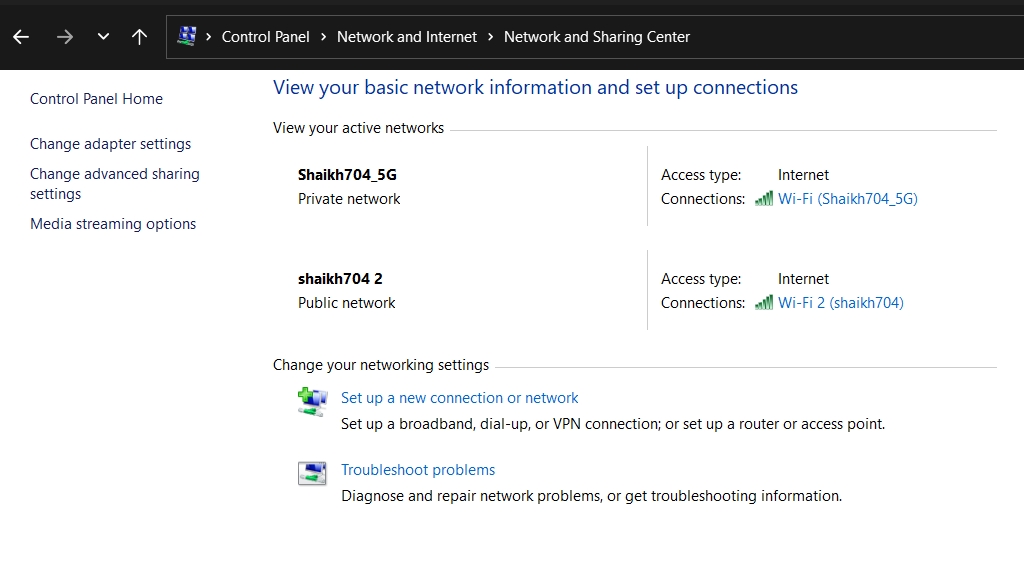 Control Panel > Network and Internet > Network and Sharing Center
Control Panel Home
Change adapter settings
Change advanced sharing
settings
Media streaming options
View your basic network information and set up connections
View your active networks
Shaikh704_5G
Private network
Access type: Internet
Connections: Wi-Fi (Shaikh704_5G)
shaikh704 2
Public network
Access type: Internet
Connections: Wi-Fi 2 (shaikh704)
Change your networking settings
Set up a new connection or network
Set up a broadband, dial-up, or VPN connection; or set up a router or access point.
Troubleshoot problems
Diagnose and repair network problems, or get troubleshooting information.